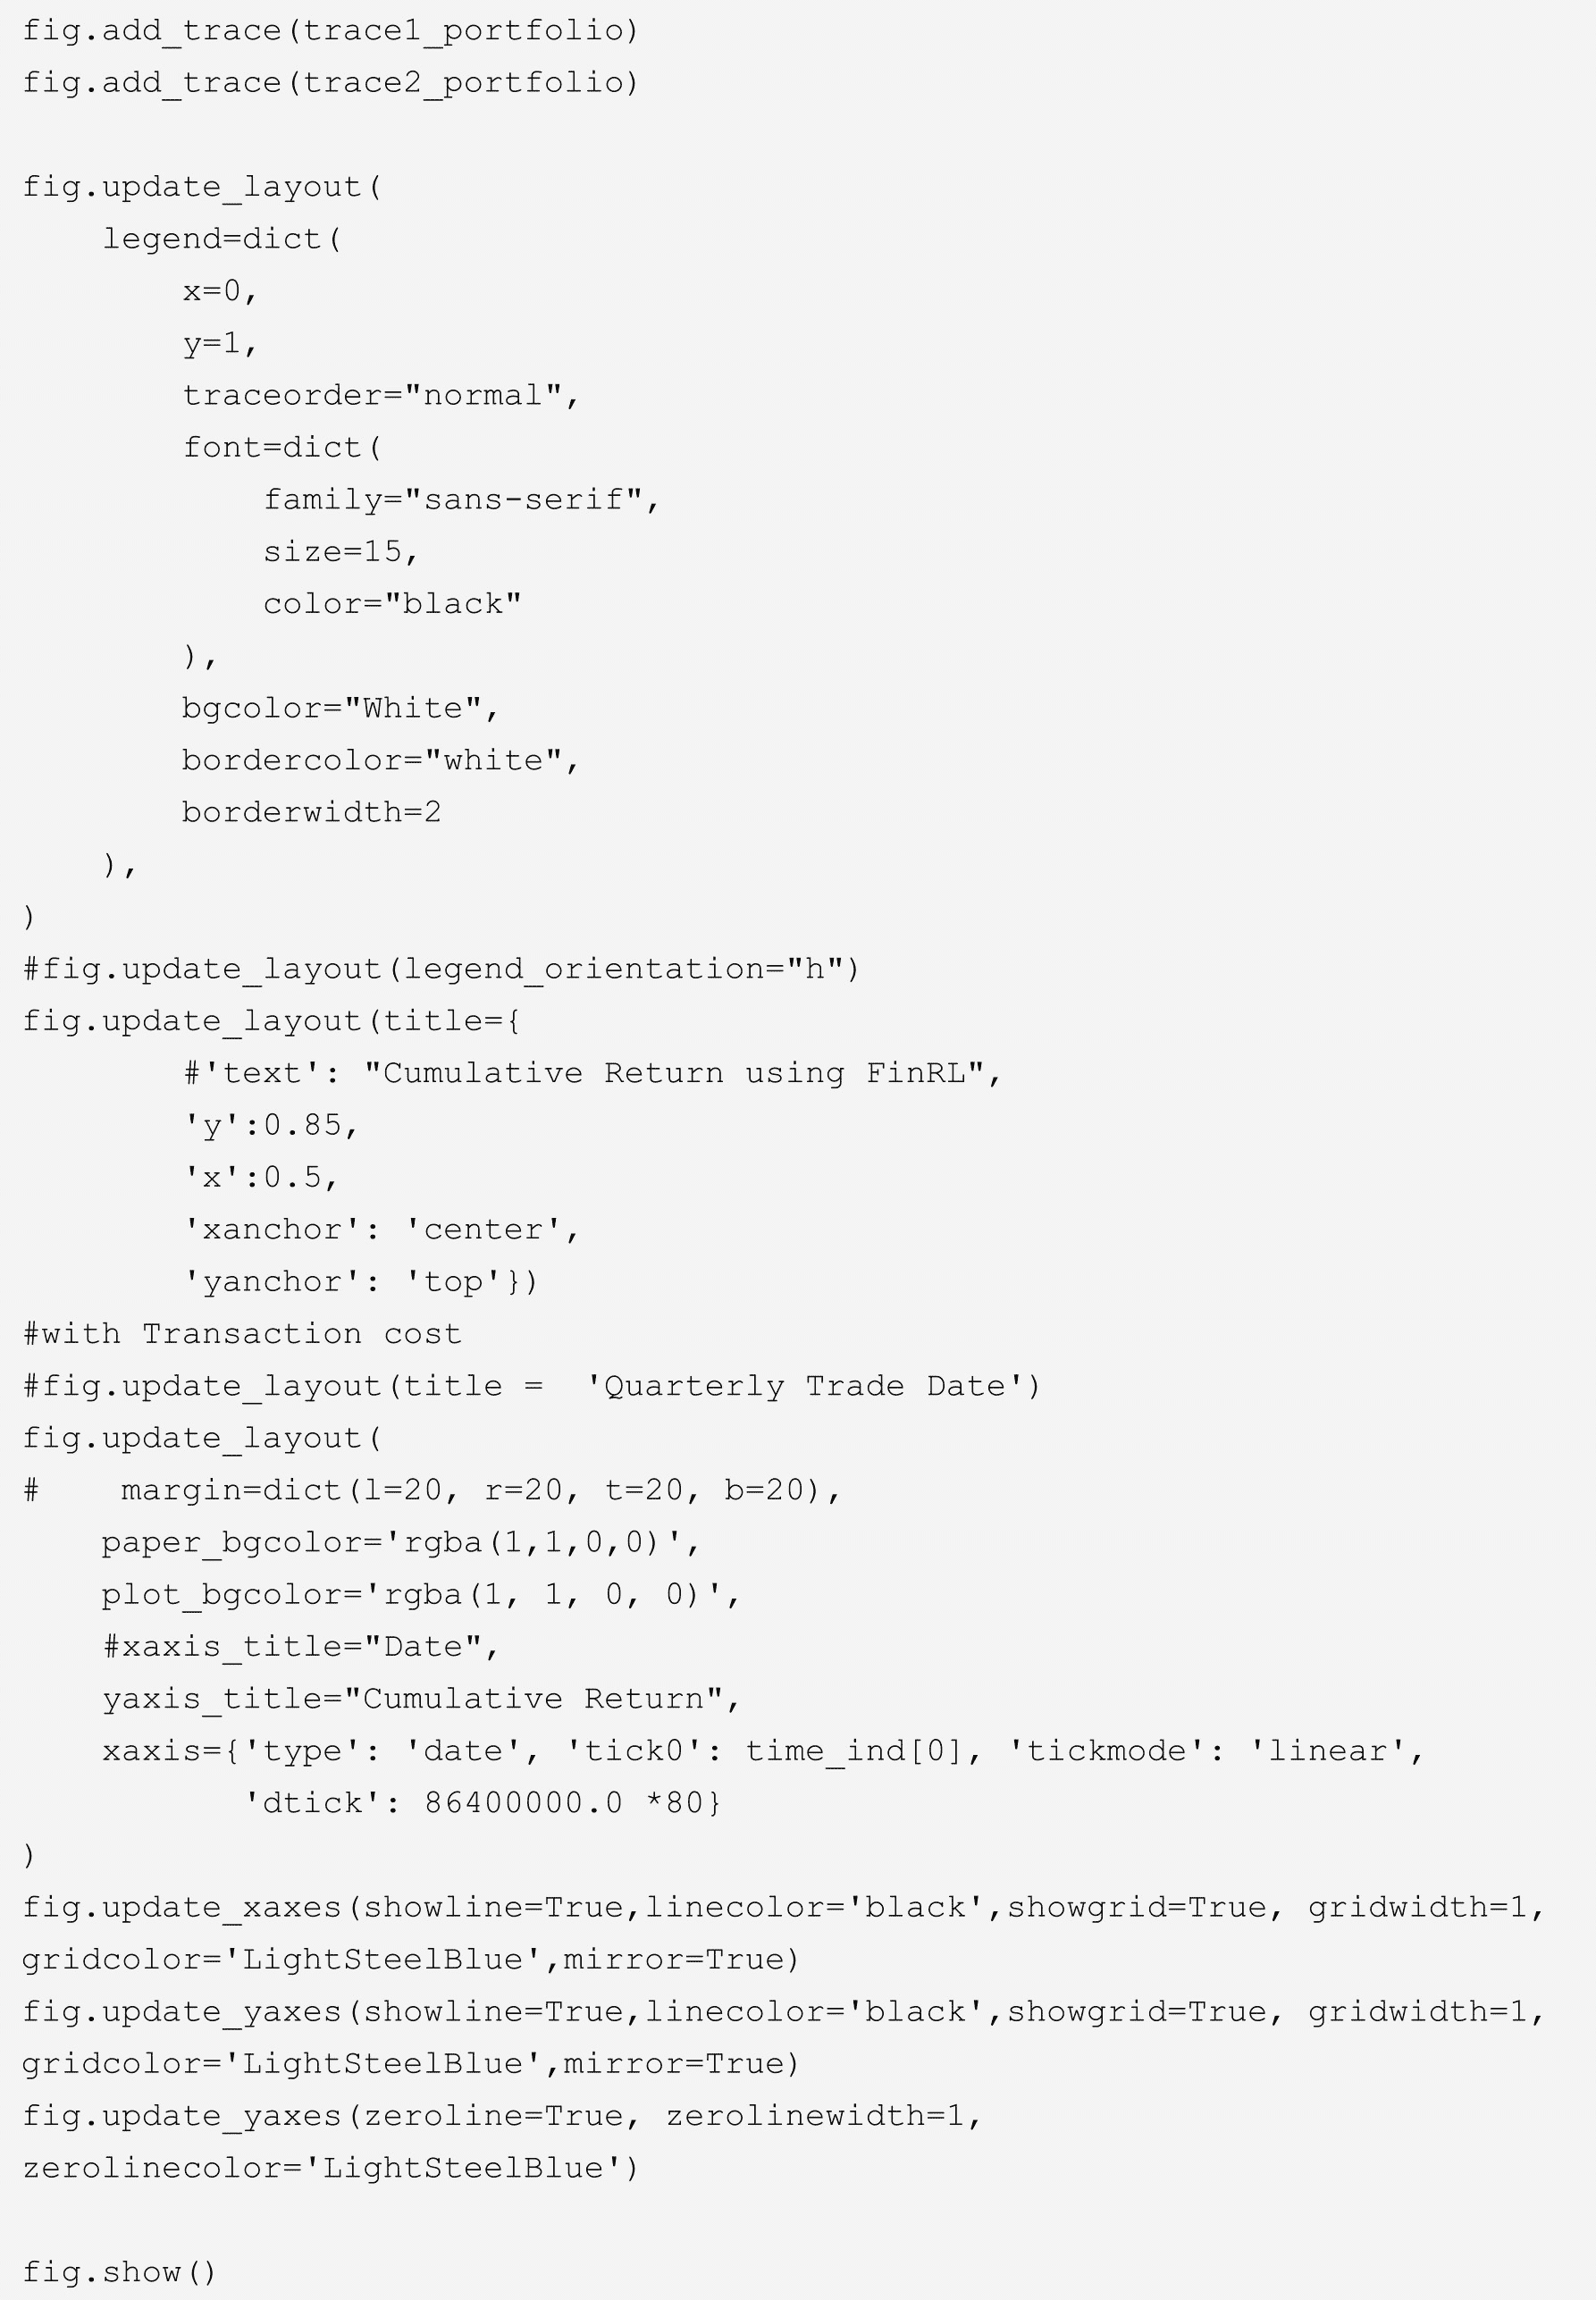 fig.add_trace(trace1_portfolio)
fig.add_trace(trace2_portfolio)

fig.update_layout(
    legend=dict(
        x=0,
        y=1,
        traceorder="normal",
        font=dict(
            family="sans-serif",
            size=15,
            color="black"
        ),
        bgcolor="White",
        bordercolor="white",
        borderwidth=2
    ),
)
#fig.update_layout(legend_orientation="h")
fig.update_layout(title={
        #'text': "Cumulative Return using FinRL",
        'y':0.85,
        'x':0.5,
        'xanchor': 'center',
        'yanchor': 'top'})
#with Transaction cost
#fig.update_layout(title =  'Quarterly Trade Date')
fig.update_layout(
#    margin=dict(l=20, r=20, t=20, b=20),
    paper_bgcolor='rgba(1,1,0,0)',
    plot_bgcolor='rgba(1, 1, 0, 0)',
    #xaxis_title="Date",
    yaxis_title="Cumulative Return",
    xaxis={'type': 'date', 'tick0': time_ind[0], 'tickmode': 'linear',
           'dtick': 86400000.0 *80}
)
fig.update_xaxes(showline=True,linecolor='black',showgrid=True, gridwidth=1,
gridcolor='LightSteelBlue',mirror=True)
fig.update_yaxes(showline=True,linecolor='black',showgrid=True, gridwidth=1,
gridcolor='LightSteelBlue',mirror=True)
fig.update_yaxes(zeroline=True, zerolinewidth=1,
zerolinecolor='LightSteelBlue')

fig.show()